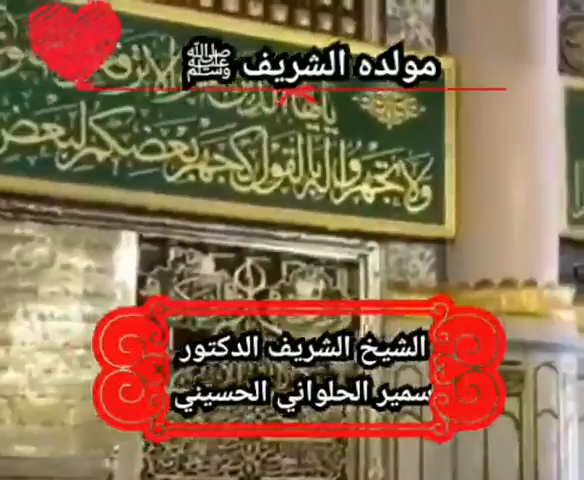 مولده الشريف ﷺ
يا أيها الذين لا ترفعوا
ولا تجهروا له بالقول كجهر بعضكم لبعض
الشيخ الشريف الدكتور
سمير الحلواني الحسيني